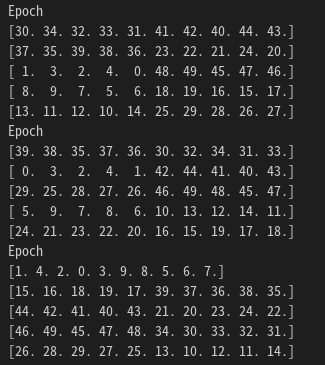 Epoch
[30. 34. 32. 33. 31. 41. 42. 40. 44. 43.]
[37. 35. 39. 38. 36. 23. 22. 21. 24. 20.]
[ 1.  3.  2.  4.  0. 48. 49. 45. 47. 46.]
[ 8.  9.  7.  5.  6. 18. 19. 16. 15. 17.]
[13. 11. 12. 10. 14. 25. 29. 28. 26. 27.]
Epoch
[39. 38. 35. 37. 36. 30. 32. 34. 31. 33.]
[ 0.  3.  2.  4.  1. 42. 44. 41. 40. 43.]
[29. 25. 28. 27. 26. 46. 49. 48. 45. 47.]
[ 5.  9.  7.  8.  6. 10. 13. 12. 14. 11.]
[24. 21. 23. 22. 20. 16. 15. 19. 17. 18.]
Epoch
[1. 4. 2. 0. 3. 9. 8. 5. 6. 7.]
[15. 16. 18. 19. 17. 39. 37. 36. 38. 35.]
[44. 42. 41. 40. 43. 21. 20. 23. 24. 22.]
[46. 49. 45. 47. 48. 34. 30. 33. 32. 31.]
[26. 28. 29. 27. 25. 13. 10. 12. 11. 14.]